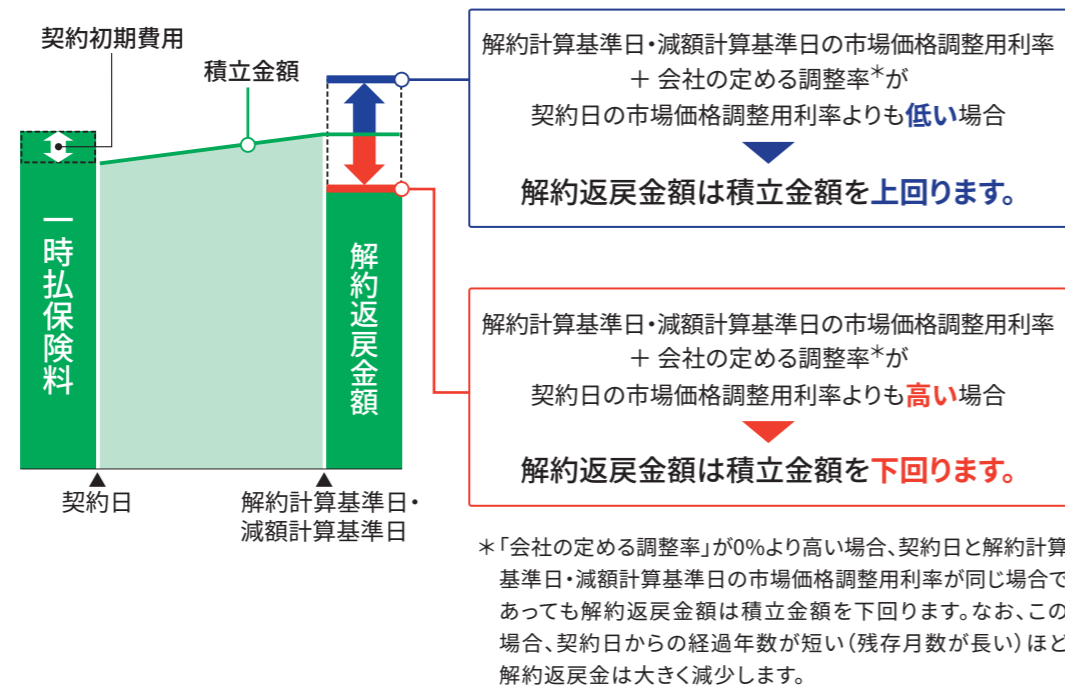 契約初期費用
積立金額
一時払保険料
解約返戻金額
契約日
解約計算基準日・
減額計算基準日
解約計算基準日・減額計算基準日の市場価格調整用利率
＋ 会社の定める調整率＊が
契約日の市場価格調整用利率よりも低い場合
解約返戻金額は積立金額を上回ります。
解約計算基準日・減額計算基準日の市場価格調整用利率
＋ 会社の定める調整率＊が
契約日の市場価格調整用利率よりも高い場合
解約返戻金額は積立金額を下回ります。
＊「会社の定める調整率」が0%より高い場合、契約日と解約計算
基準日・減額計算基準日の市場価格調整用利率が同じ場合で
あっても解約返戻金額は積立金額を下回ります。なお、この
場合、契約日からの経過年数が短い（残存月数が長い）ほど
解約返戻金は大きく減少します。